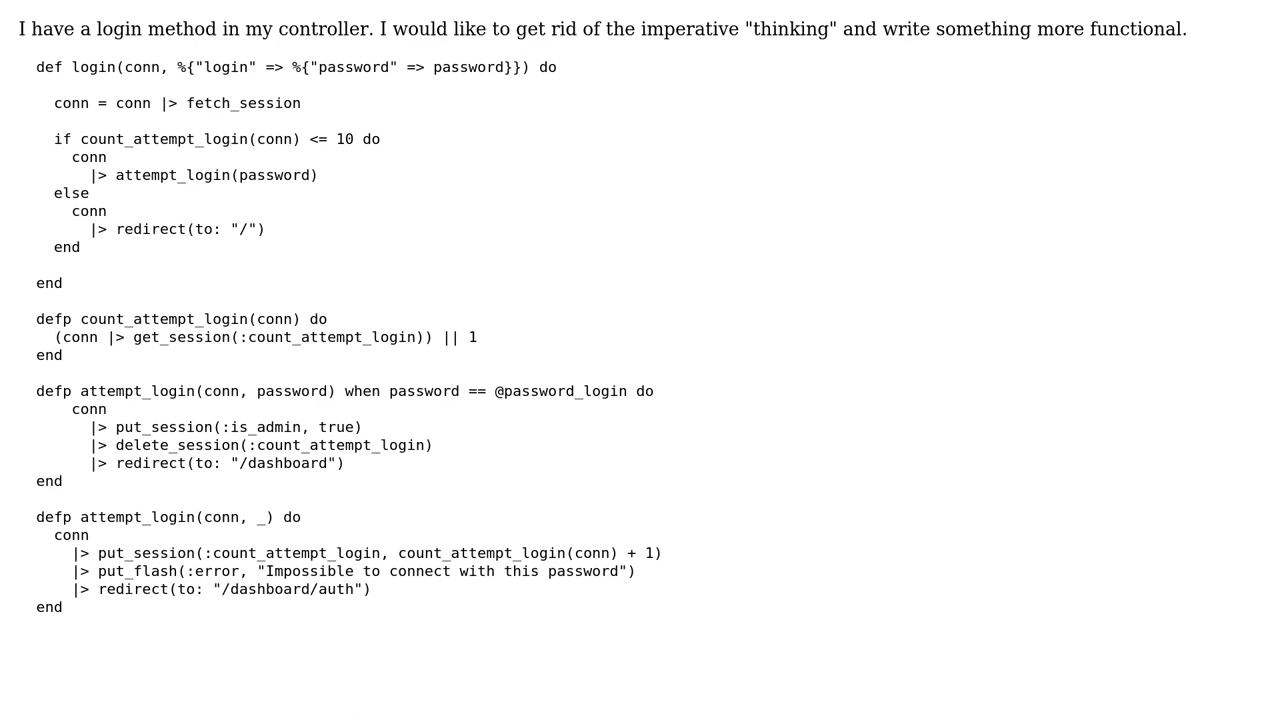 I have a login method in my controller. I would like to get rid of the imperative "thinking" and write something more functional.
def login(conn, %{"login" => %{"password" => password}}) do
conn = conn |> fetch_session
if count_attempt_login(conn) <= 10 do
conn
|> attempt_login(password)
else
conn
|> redirect(to: "/")
end
end
defp count_attempt_login(conn) do
(conn |> get_session(:count_attempt_login)) || 1
end
defp attempt_login(conn, password) when password == @password_login do
conn
|> put_session(:is_admin, true)
|> delete_session(:count_attempt_login)
|> redirect(to: "/dashboard")
end
defp attempt_login(conn, _) do
conn
|> put_session(:count_attempt_login, count_attempt_login(conn) + 1)
|> put_flash(:error, "Impossible to connect with this password")
|> redirect(to: "/dashboard/auth")
end